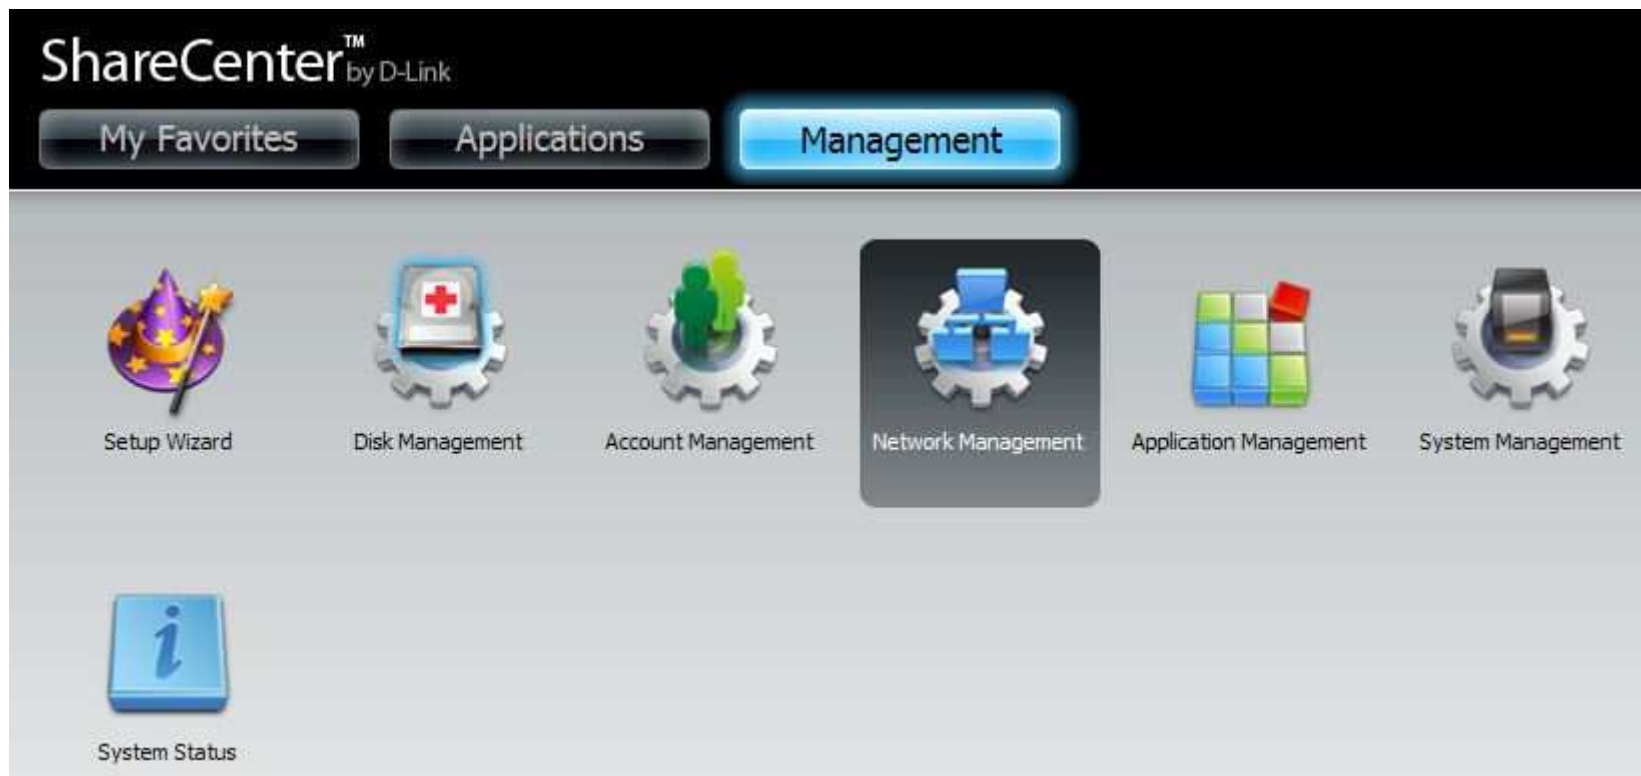 ShareCenter™ by D-Link
My Favorites Applications Management
Setup Wizard Disk Management Account Management Network Management Application Management System Management
System Status